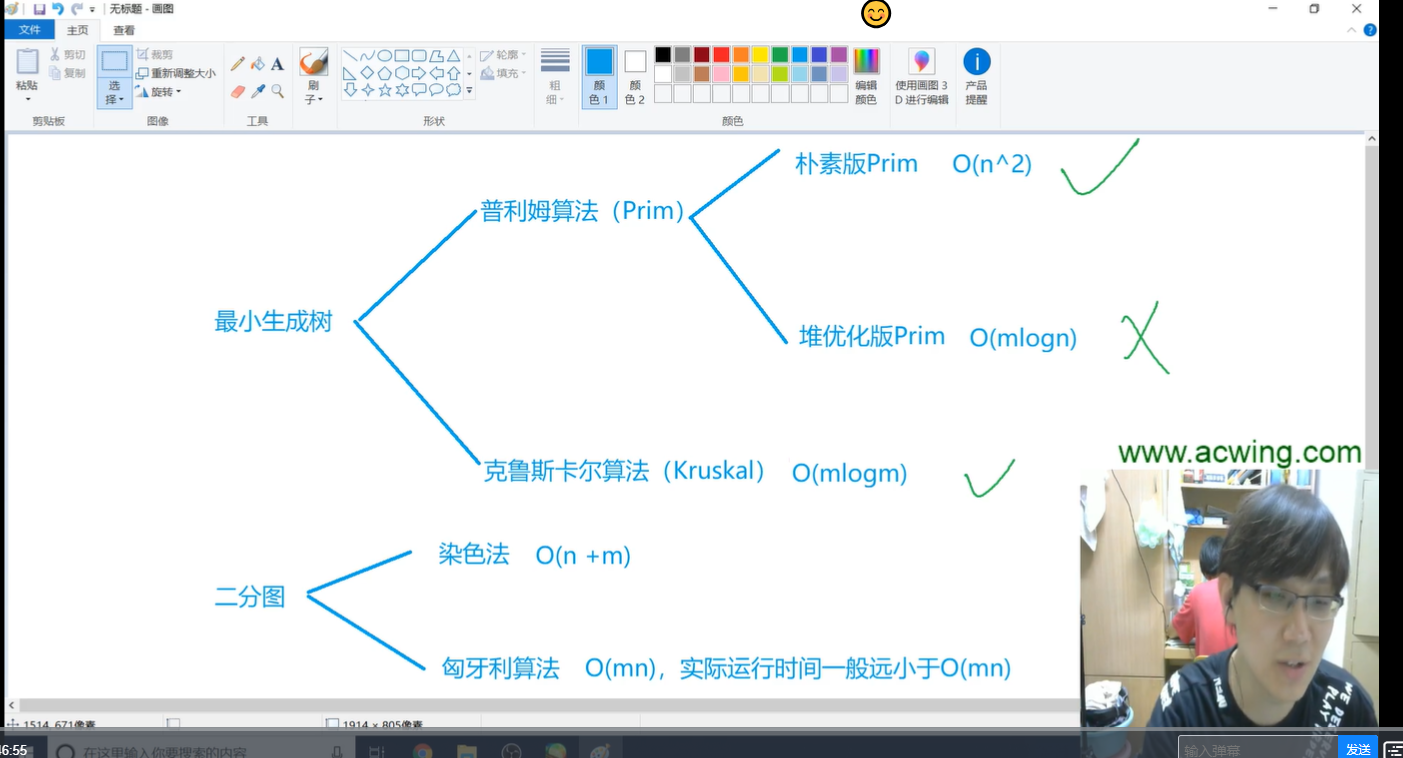 无标题 - 画图
文件 主页 查看
粘贴
剪切
复制
剪贴板
选择
裁剪
重新调整大小
旋转
图像
A
工具
刷子
轮廓
填充
形状
粗细
颜色 1
颜色 2
颜色
编辑颜色
使用画图 3D 进行编辑
产品提醒
朴素版Prim O(n^2)
普利姆算法（Prim）
最小生成树
堆优化版Prim O(mlogn)
www.acwing.com
克鲁斯卡尔算法（Kruskal） O(mlogm)
染色法 O(n +m)
二分图
匈牙利算法 O(mn)，实际运行时间一般远小于O(mn)
1514, 671像素
1914 × 805像素
6:55
在这里输入你要搜索的内容
输入弹幕
发送